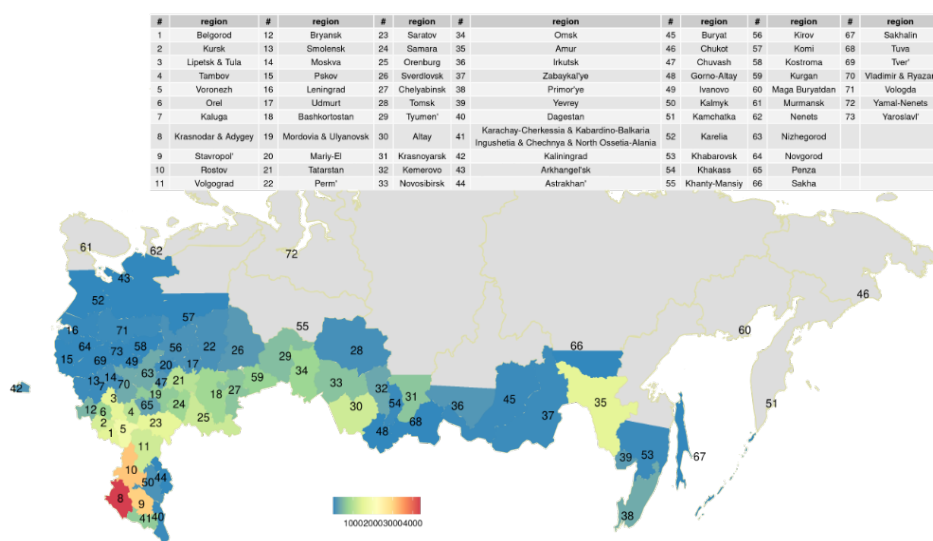 # region # region # region # region # region # region # region
1 Belgorod 12 Bryansk 23 Saratov 34 Omsk 45 Buryat 56 Kirov 67 Sakhalin
2 Kursk 13 Smolensk 24 Samara 35 Amur 46 Chukot 57 Komi 68 Tuva
3 Lipetsk & Tula 14 Moskva 25 Orenburg 36 Irkutsk 47 Chuvash 58 Kostroma 69 Tver'
4 Tambov 15 Pskov 26 Sverdlovsk 37 Zabaykal'ye 48 Gorno-Altay 59 Kurgan 70 Vladimir & Ryazan
5 Voronezh 16 Leningrad 27 Chelyabinsk 38 Primor'ye 49 Ivanovo 60 Maga Buryatdan 71 Vologda
6 Orel 17 Udmurt 28 Tomsk 39 Yevrey 50 Kalmyk 61 Murmansk 72 Yamal-Nenets
7 Kaluga 18 Bashkortostan 29 Tyumen' 40 Dagestan 51 Kamchatka 62 Nenets 73 Yaroslavl'
8 Krasnodar & Adygey 19 Mordovia & Ulyanovsk 30 Altay 41 Karachay-Cherkessia & Kabardino-Balkaria
Ingushetia & Chechnya & North Ossetia-Alania 52 Karelia 63 Nizhegorod
9 Stavropol' 20 Mariy-El 31 Krasnoyarsk 42 Kaliningrad 53 Khabarovsk 64 Novgorod
10 Rostov 21 Tatarstan 32 Kemerovo 43 Arkhangel'sk 54 Khakass 65 Penza
11 Volgograd 22 Perm' 33 Novosibirsk 44 Astrakhan' 55 Khanty-Mansiy 66 Sakha
61 62 72
43 46
52 57
16 71 55 60
64 73 58 56 22 26 28 66
15 69 49 20 17 29
42 13 7 14 70 63 47 21 59 34 33 32 31 36 45 37 35 51
12 6 3 4 19 65 24 18 27 30 54
2 1 5 23 25 48 68
11 39 53 67
10 50 44
8 9 38
41 40
1000 2000 3000 4000